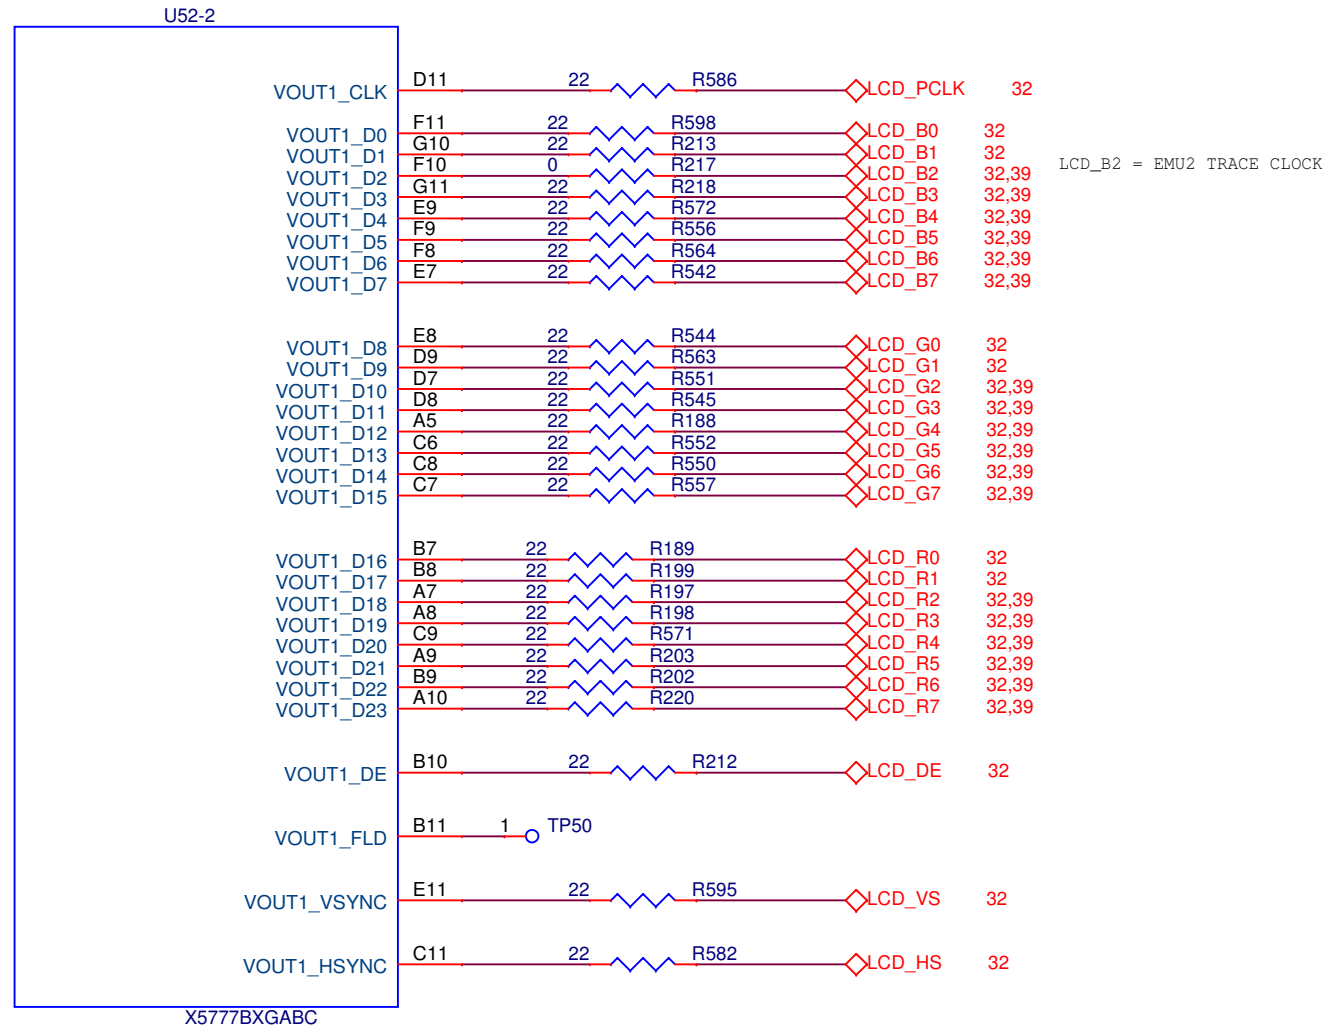 U52-2
VOUT1_CLK D11 22 R586 LCD_PCLK 32
VOUT1_D0 F11 22 R598 LCD_B0 32
VOUT1_D1 G10 22 R213 LCD_B1 32
LCD_B2 = EMU2 TRACE CLOCK
VOUT1_D2 F10 0 R217 LCD_B2 32,39
VOUT1_D3 G11 22 R218 LCD_B3 32,39
VOUT1_D4 E9 22 R572 LCD_B4 32,39
VOUT1_D5 F9 22 R556 LCD_B5 32,39
VOUT1_D6 F8 22 R564 LCD_B6 32,39
VOUT1_D7 E7 22 R542 LCD_B7 32,39
VOUT1_D8 E8 22 R544 LCD_G0 32
VOUT1_D9 D9 22 R563 LCD_G1 32
VOUT1_D10 D7 22 R551 LCD_G2 32,39
VOUT1_D11 D8 22 R545 LCD_G3 32,39
VOUT1_D12 A5 22 R188 LCD_G4 32,39
VOUT1_D13 C6 22 R552 LCD_G5 32,39
VOUT1_D14 C8 22 R550 LCD_G6 32,39
VOUT1_D15 C7 22 R557 LCD_G7 32,39
VOUT1_D16 B7 22 R189 LCD_R0 32
VOUT1_D17 B8 22 R199 LCD_R1 32
VOUT1_D18 A7 22 R197 LCD_R2 32,39
VOUT1_D19 A8 22 R198 LCD_R3 32,39
VOUT1_D20 C9 22 R571 LCD_R4 32,39
VOUT1_D21 A9 22 R203 LCD_R5 32,39
VOUT1_D22 B9 22 R202 LCD_R6 32,39
VOUT1_D23 A10 22 R220 LCD_R7 32,39
VOUT1_DE B10 22 R212 LCD_DE 32
VOUT1_FLD B11 1 TP50
VOUT1_VSYNC E11 22 R595 LCD_VS 32
VOUT1_HSYNC C11 22 R582 LCD_HS 32
X5777BXGABC